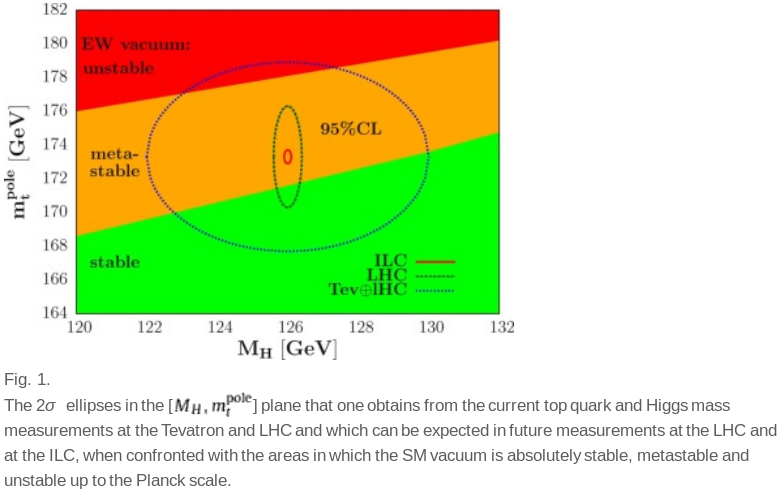 182
180
178
176
174
172
170
168
166
164
m_t^pole [GeV]
EW vacuum:
unstable
95%CL
meta-
stable
stable
ILC
LHC
Tev⊕lHC
120 122 124 126 128 130 132
M_H [GeV]
Fig. 1.
The 2σ ellipses in the [M_H, m_t^pole] plane that one obtains from the current top quark and Higgs mass
measurements at the Tevatron and LHC and which can be expected in future measurements at the LHC and
at the ILC, when confronted with the areas in which the SM vacuum is absolutely stable, metastable and
unstable up to the Planck scale.